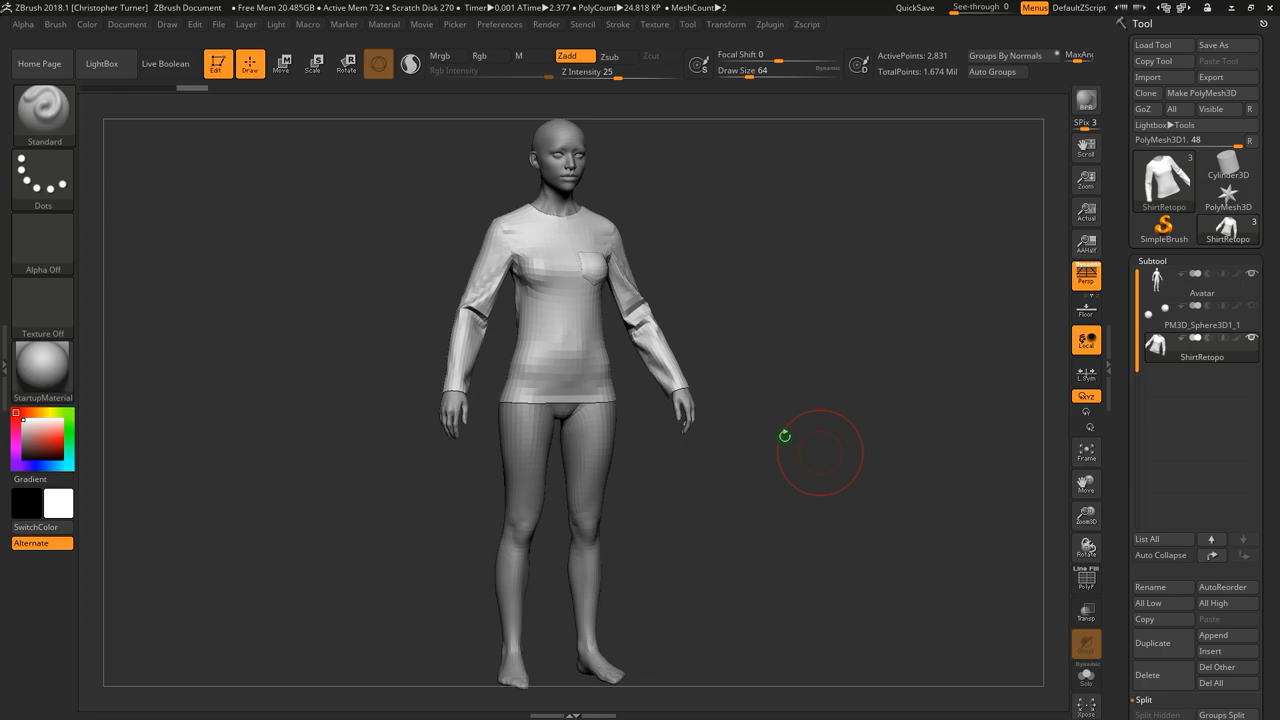 ZBrush 2018.1 [Christopher Turner] ZBrush Document • Free Mem 20.485GB • Active Mem 732 • Scratch Disk 270 • Timer▶0.001 ATime▶2.377 • PolyCount▶24.818 KP • MeshCount▶2 QuickSave See-through 0 Menus DefaultZScript
Alpha Brush Color Document Draw Edit File Layer Light Macro Marker Material Movie Picker Preferences Render Stencil Stroke Texture Tool Transform Zplugin Zscript
Home Page LightBox Live Boolean
Edit Draw Move Scale Rotate
Mrgb Rgb M
Rgb Intensity
Zadd Zsub Zcut
Z Intensity 25
Focal Shift 0
Draw Size 64 Dynamic
ActivePoints: 2,831
TotalPoints: 1.674 Mil
Groups By Normals MaxAng
Auto Groups
Standard
Dots
Alpha Off
Texture Off
StartupMaterial
Gradient
SwitchColor
Alternate
BPR
SPix 3
Scroll
Zoom
Actual
AAHalf
Dynamic
Persp
Floor
Local
L.Sym
XYZ
Frame
Move
Zoom3D
Rotate
Line Fill
PolyF
Transp
Dynamic
Solo
Xpose
Tool
Load Tool Save As
Copy Tool Paste Tool
Import Export
Clone Make PolyMesh3D
GoZ All Visible R
Lightbox▶Tools
PolyMesh3D1. 48 R
3
Cylinder3D
ShirtRetopo PolyMesh3D
3
SimpleBrush ShirtRetopo
Subtool
Avatar
PM3D_Sphere3D1_1
ShirtRetopo
List All
Auto Collapse
Rename AutoReorder
All Low All High
Copy Paste
Duplicate Append
Insert
Delete Del Other
Del All
Split
Split Hidden Groups Split